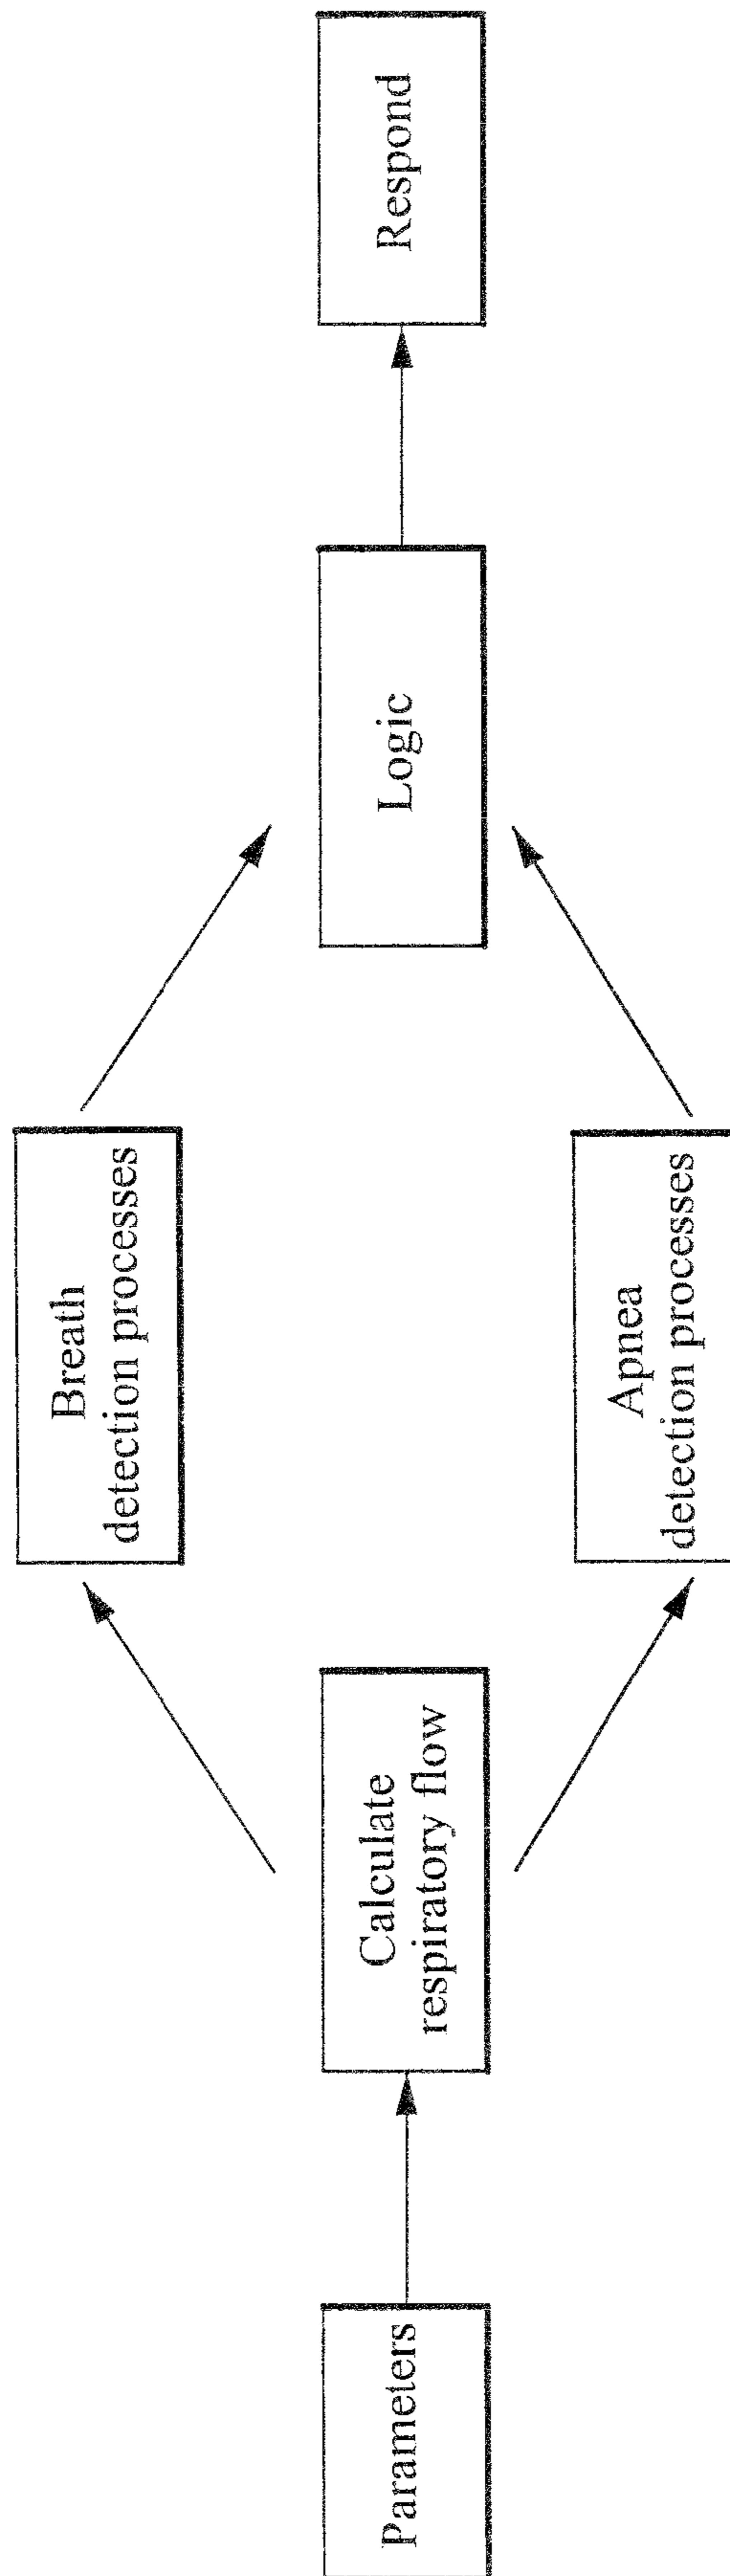 Parameters
Calculate
respiratory flow
Breath
detection processes
Apnea
detection processes
Logic
Respond